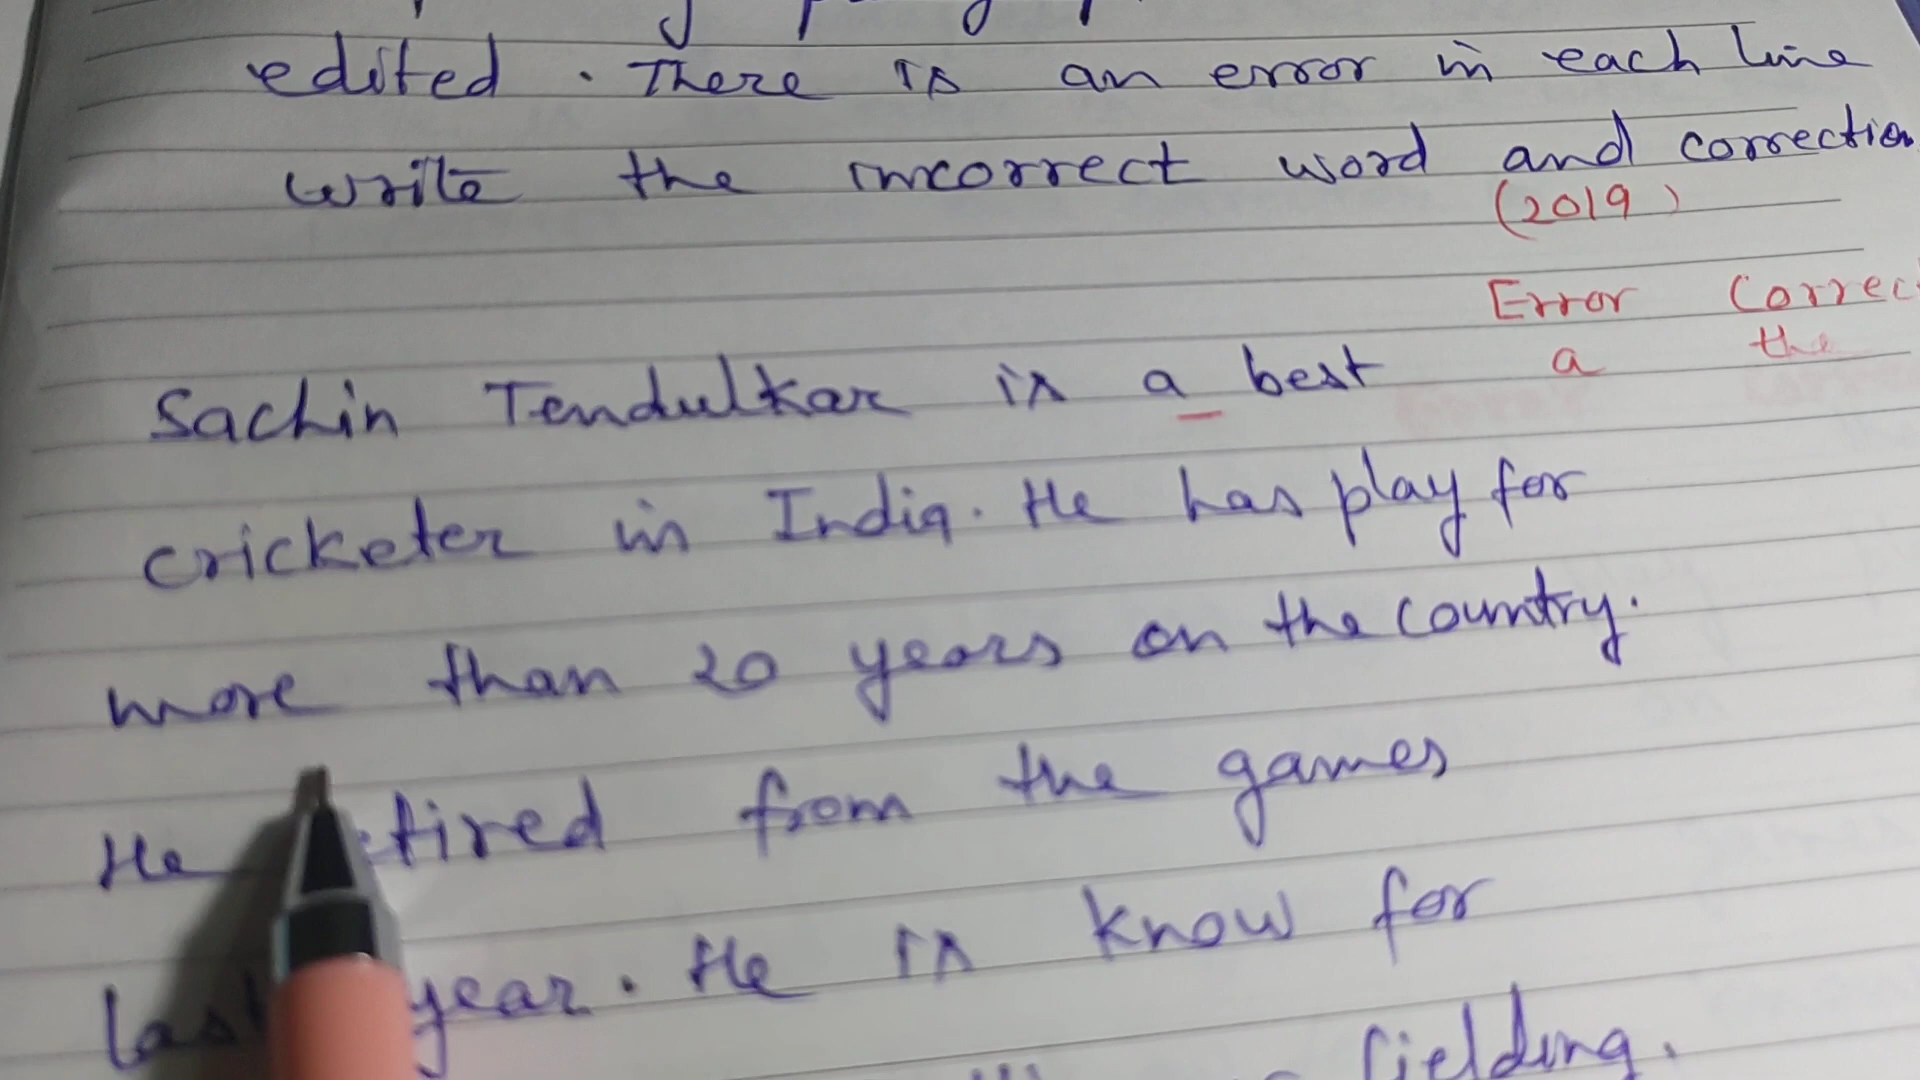 edited. There is an error in each line
write the incorrect word and correction
(2019)
Error Correc
a the
Sachin Tendulkar is a best
cricketer in India. He has play for
more than 20 years on the country.
He tired from the games
last year. He is know for
fielding.